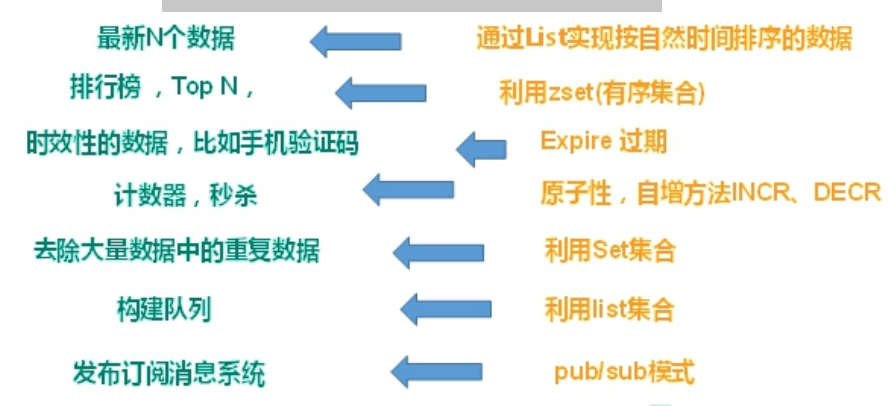 最新N个数据 通过List实现按自然时间排序的数据
排行榜，Top N， 利用zset(有序集合)
时效性的数据，比如手机验证码 Expire 过期
计数器，秒杀 原子性，自增方法INCR、DECR
去除大量数据中的重复数据 利用Set集合
构建队列 利用list集合
发布订阅消息系统 pub/sub模式